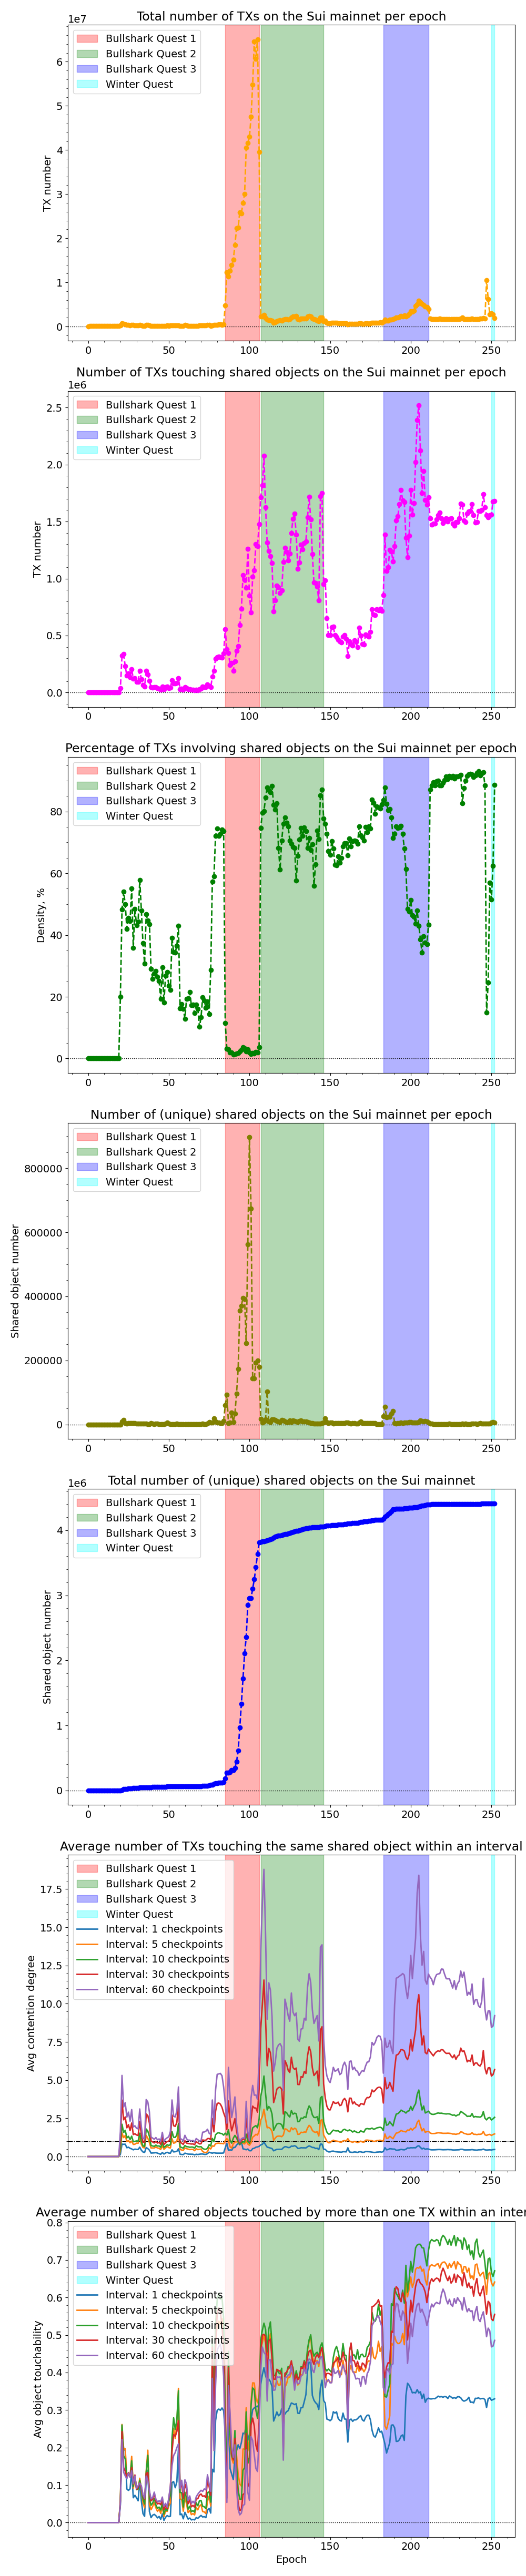 Total number of TXs on the Sui mainnet per epoch
1e7
Bullshark Quest 1
Bullshark Quest 2
Bullshark Quest 3
Winter Quest
TX number
6
5
4
3
2
1
0
0 50 100 150 200 250
Number of TXs touching shared objects on the Sui mainnet per epoch
1e6
Bullshark Quest 1
Bullshark Quest 2
Bullshark Quest 3
Winter Quest
TX number
2.5
2.0
1.5
1.0
0.5
0.0
0 50 100 150 200 250
Percentage of TXs involving shared objects on the Sui mainnet per epoch
Bullshark Quest 1
Bullshark Quest 2
Bullshark Quest 3
Winter Quest
Density, %
80
60
40
20
0
0 50 100 150 200 250
Number of (unique) shared objects on the Sui mainnet per epoch
Bullshark Quest 1
Bullshark Quest 2
Bullshark Quest 3
Winter Quest
Shared object number
800000
600000
400000
200000
0
0 50 100 150 200 250
Total number of (unique) shared objects on the Sui mainnet
1e6
Bullshark Quest 1
Bullshark Quest 2
Bullshark Quest 3
Winter Quest
Shared object number
4
3
2
1
0
0 50 100 150 200 250
Average number of TXs touching the same shared object within an interval
Bullshark Quest 1
Bullshark Quest 2
Bullshark Quest 3
Winter Quest
Interval: 1 checkpoints
Interval: 5 checkpoints
Interval: 10 checkpoints
Interval: 30 checkpoints
Interval: 60 checkpoints
Avg contention degree
17.5
15.0
12.5
10.0
7.5
5.0
2.5
0.0
0 50 100 150 200 250
Average number of shared objects touched by more than one TX within an inter
Bullshark Quest 1
Bullshark Quest 2
Bullshark Quest 3
Winter Quest
Interval: 1 checkpoints
Interval: 5 checkpoints
Interval: 10 checkpoints
Interval: 30 checkpoints
Interval: 60 checkpoints
Avg object touchability
0.8
0.7
0.6
0.5
0.4
0.3
0.2
0.1
0.0
0 50 100 150 200 250
Epoch